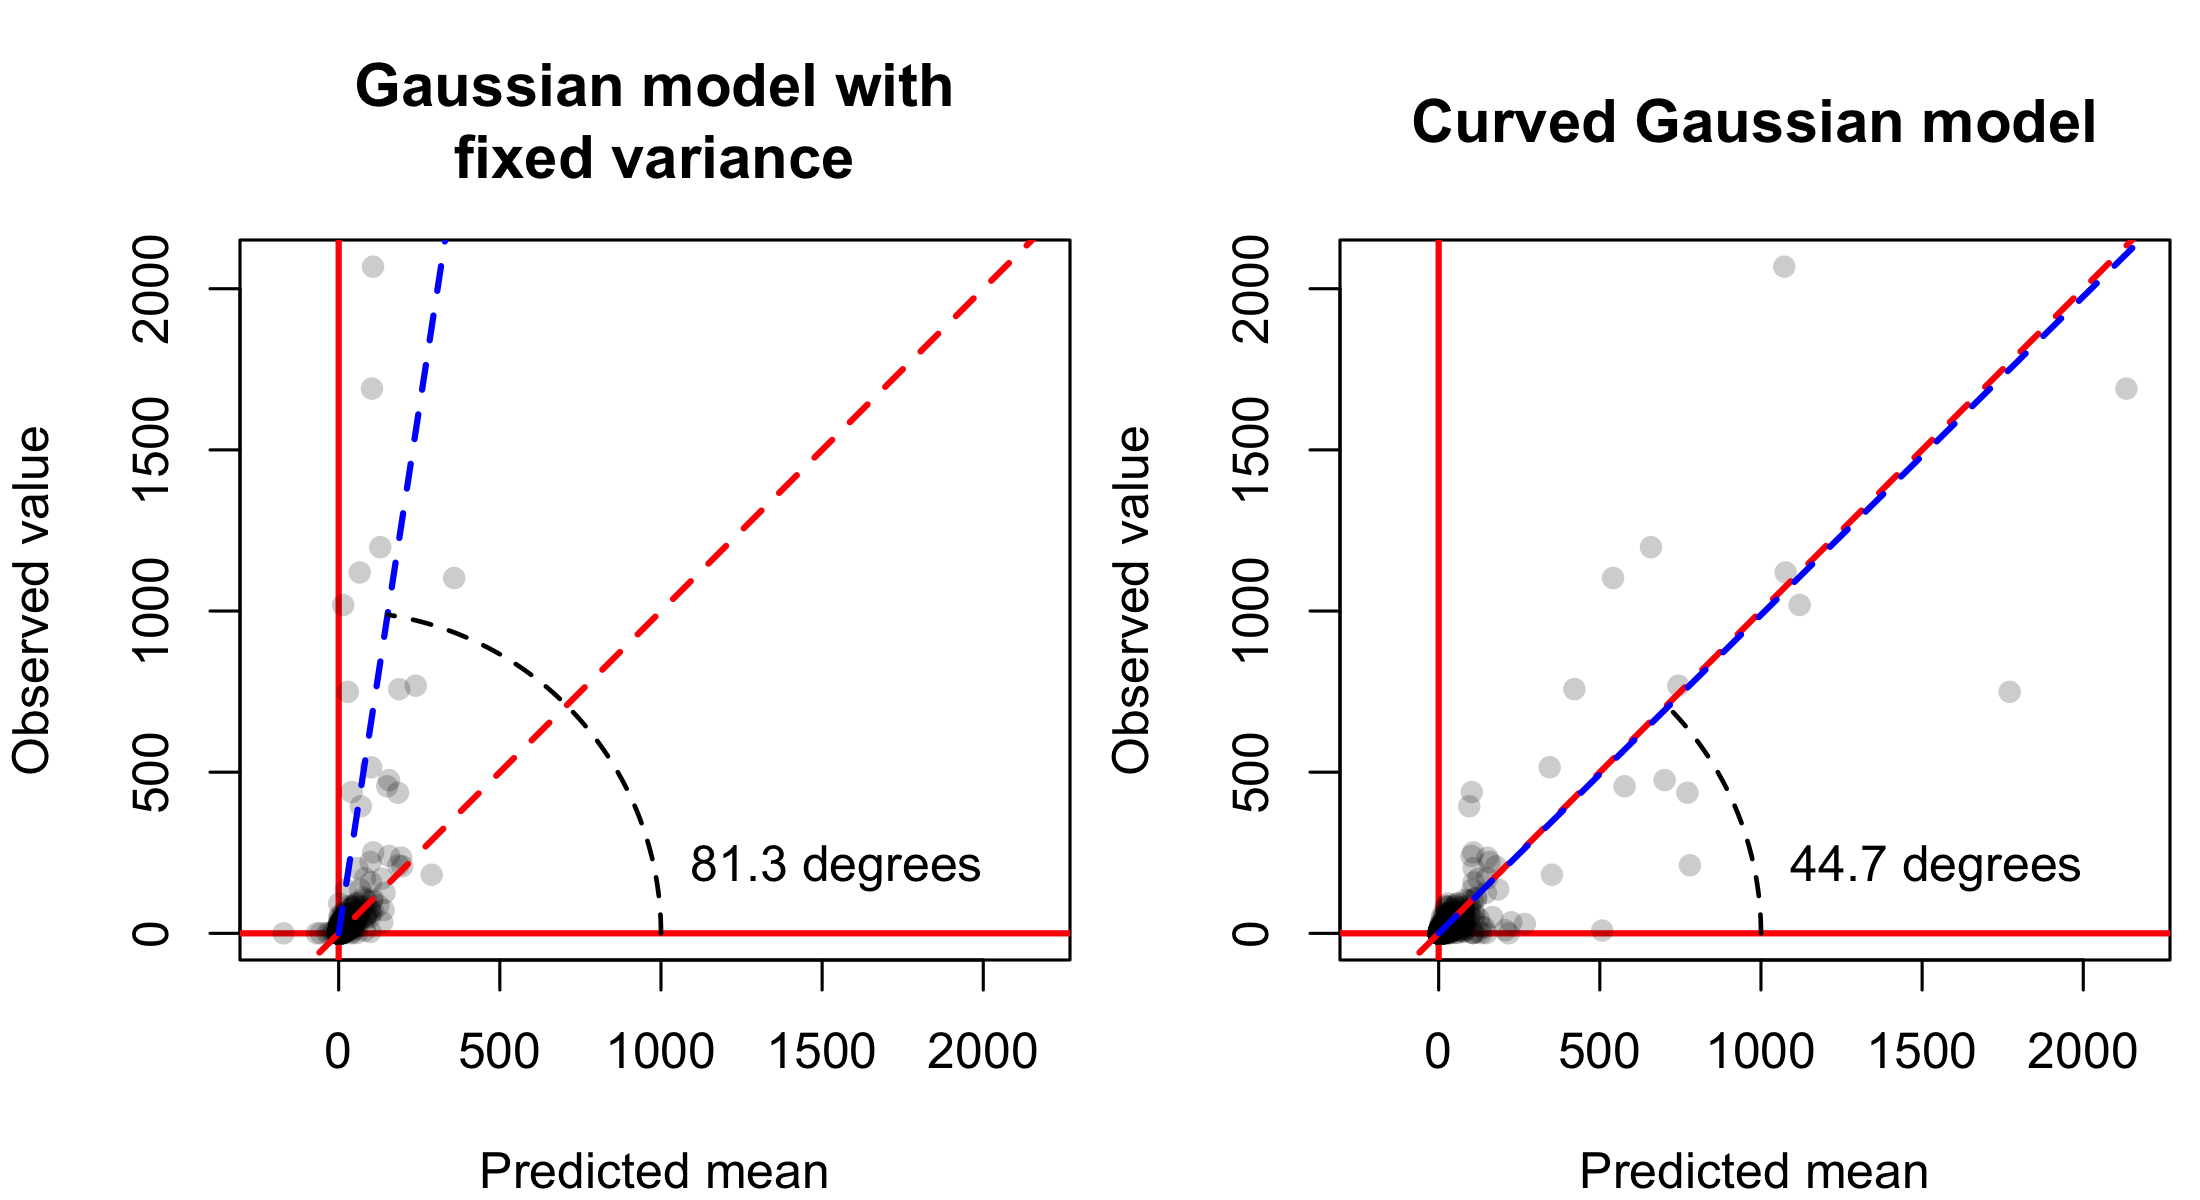 Gaussian model with
fixed variance
Observed value
2000
1500
1000
500
0
81.3 degrees
0 500 1000 1500 2000
Predicted mean
Curved Gaussian model
Observed value
2000
1500
1000
500
0
44.7 degrees
0 500 1000 1500 2000
Predicted mean